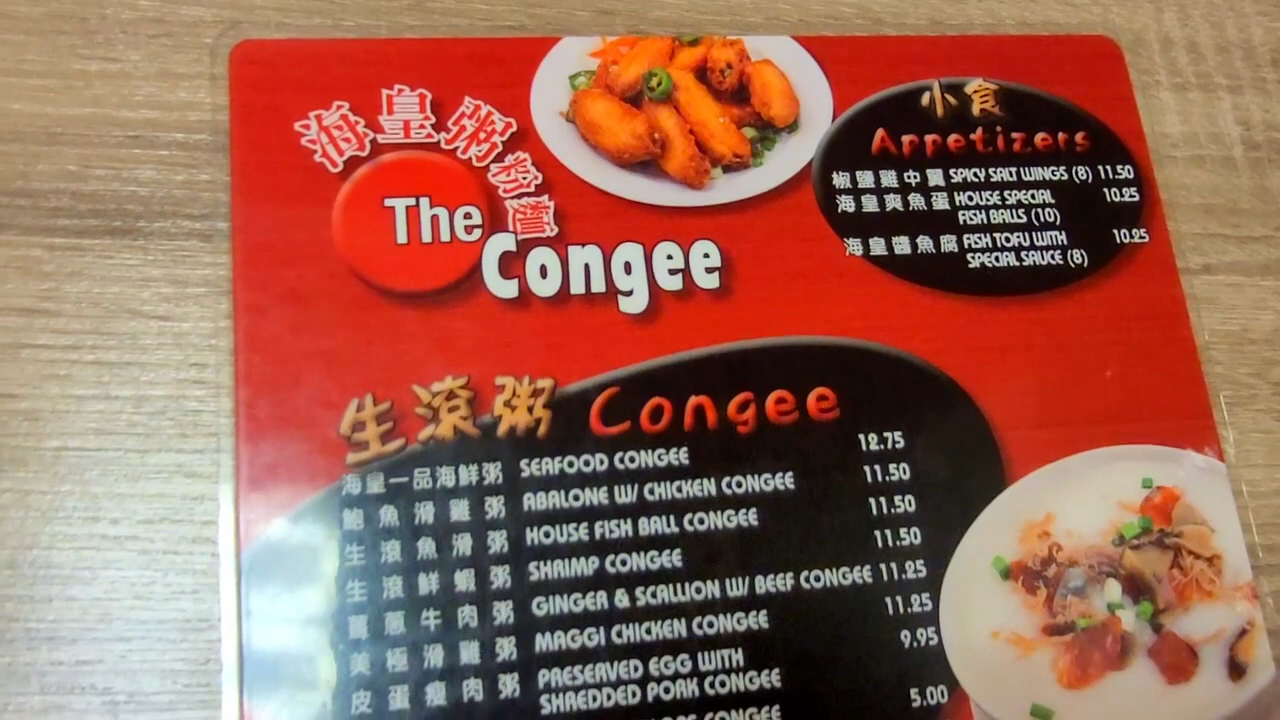 海皇粥粉麵
The
Congee
小食
Appetizers
椒鹽雞中翼 SPICY SALT WINGS (8) 11.50
海皇爽魚蛋 HOUSE SPECIAL 10.25
FISH BALLS (10)
海皇醬魚腐 FISH TOFU WITH 10.25
SPECIAL SAUCE (8)
生滾粥 Congee
海皇一品海鮮粥 SEAFOOD CONGEE 12.75
鮑魚滑雞粥 ABALONE W/ CHICKEN CONGEE 11.50
生滾魚滑粥 HOUSE FISH BALL CONGEE 11.50
生滾鮮蝦粥 SHRIMP CONGEE 11.50
薑蔥牛肉粥 GINGER & SCALLION W/ BEEF CONGEE 11.25
美極滑雞粥 MAGGI CHICKEN CONGEE 11.25
皮蛋瘦肉粥 PRESERVED EGG WITH 9.95
SHREDDED PORK CONGEE
CONGEE 5.00